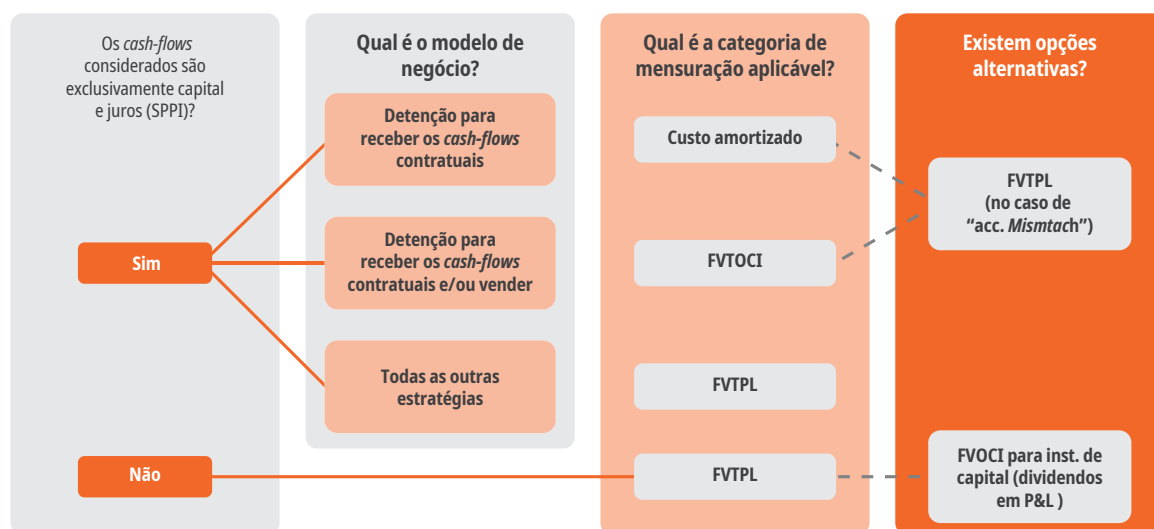 Os cash-flows
considerados são
exclusivamente capital
e juros (SPPI)?
Sim
Não
Qual é o modelo de
negócio?
Detenção para
receber os cash-flows
contratuais
Detenção para
receber os cash-flows
contratuais e/ou vender
Todas as outras
estratégias
Qual é a categoria de
mensuração aplicável?
Custo amortizado
FVTOCI
FVTPL
FVTPL
Existem opções
alternativas?
FVTPL
(no caso de
“acc. Mismtach”)
FVOCI para inst. de
capital (dividendos
em P&L )